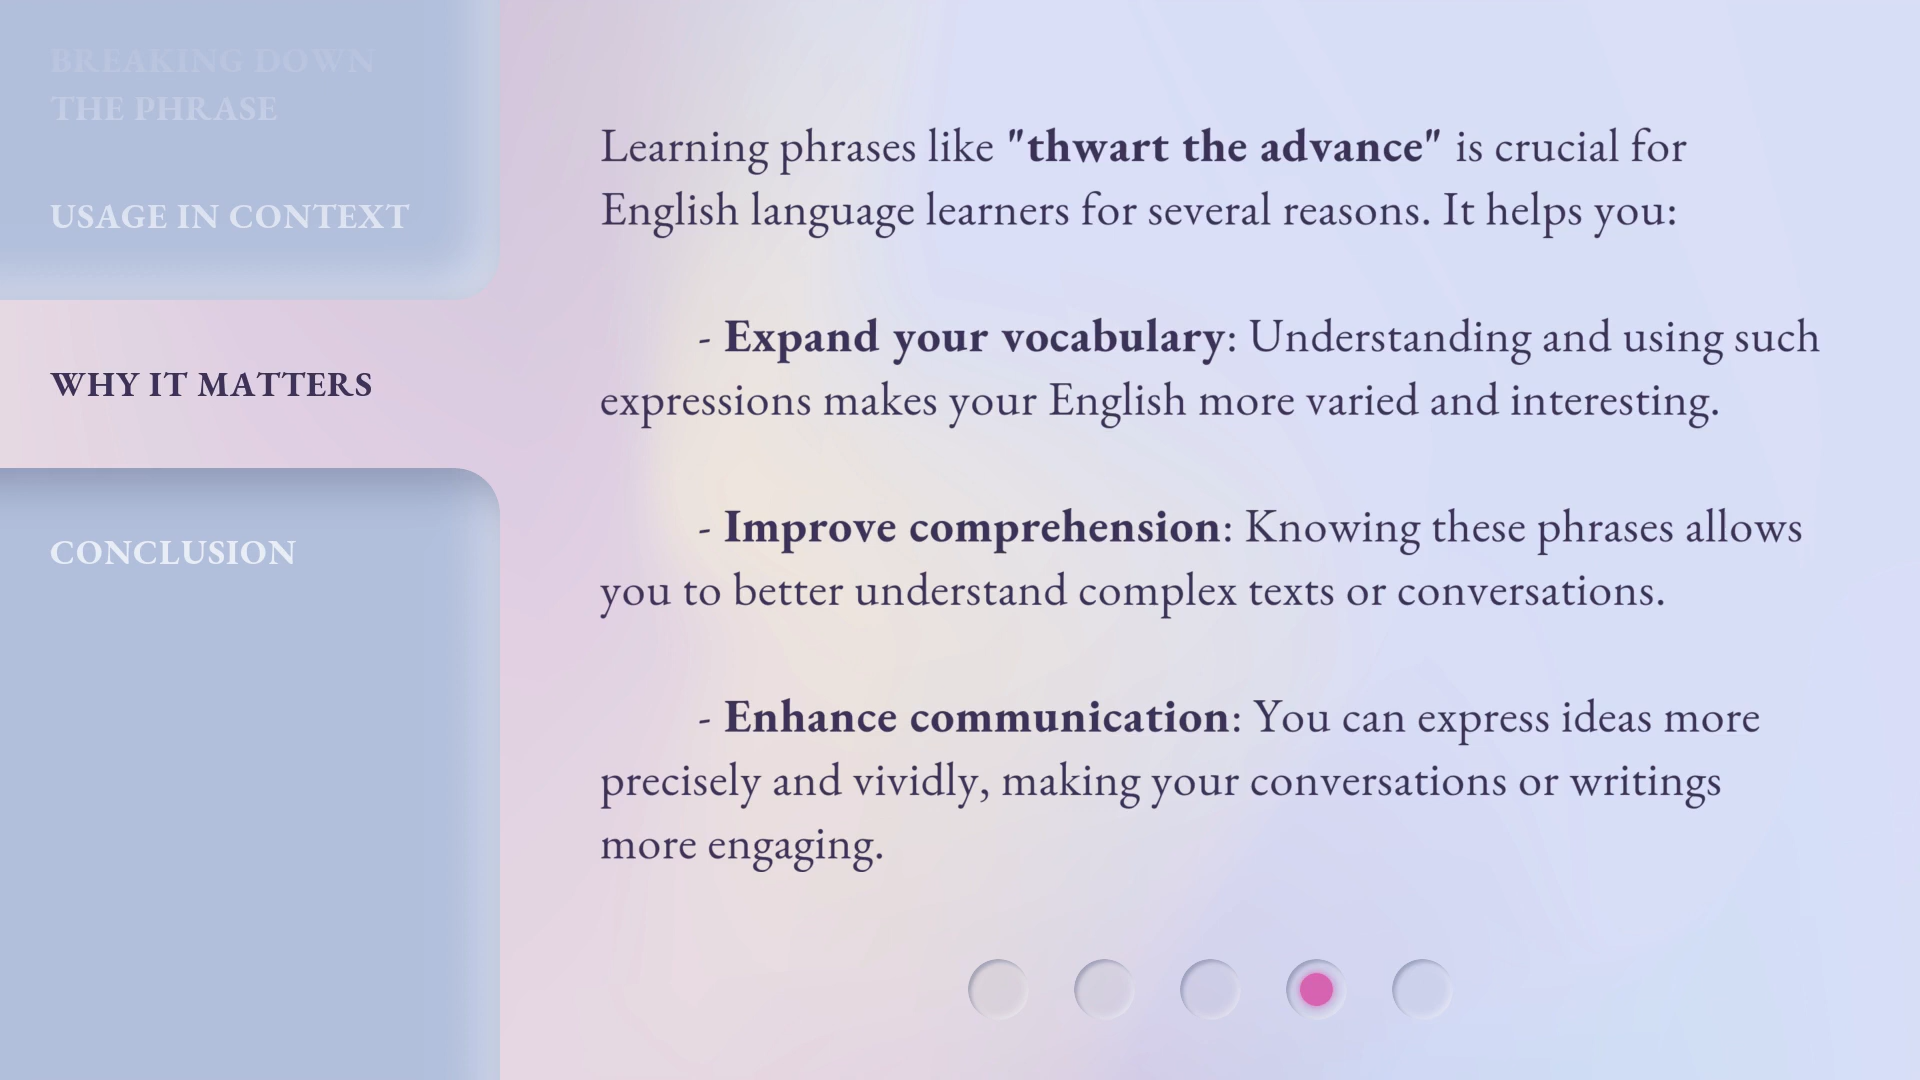 BREAKING DOWN
THE PHRASE
USAGE IN CONTEXT
WHY IT MATTERS
CONCLUSION
Learning phrases like "thwart the advance" is crucial for
English language learners for several reasons. It helps you:
- Expand your vocabulary: Understanding and using such
expressions makes your English more varied and interesting.
- Improve comprehension: Knowing these phrases allows
you to better understand complex texts or conversations.
- Enhance communication: You can express ideas more
precisely and vividly, making your conversations or writings
more engaging.